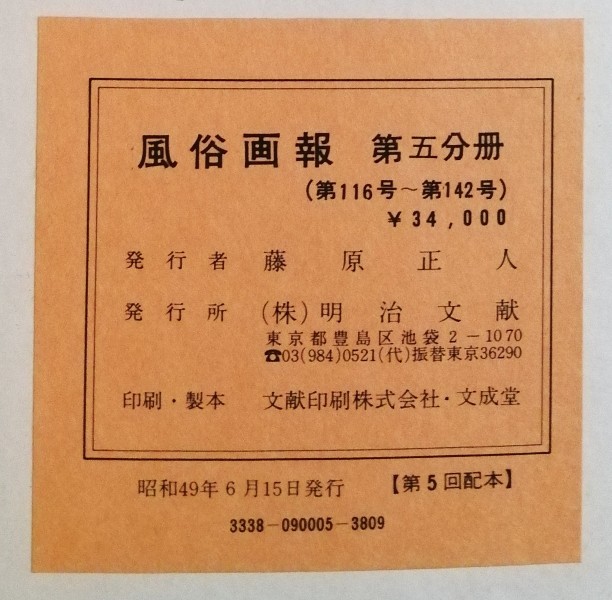 風俗画報 第五分册
(第116号～第142号)
¥34,000
発行者 藤原正人
発行所 (株)明治文献
東京都豊島区池袋2－1070
☎03(984)0521(代)振替東京36290
印刷・製本 文献印刷株式会社・文成堂
昭和49年6月15日発行 【第5回配本】
3338－090005－3809